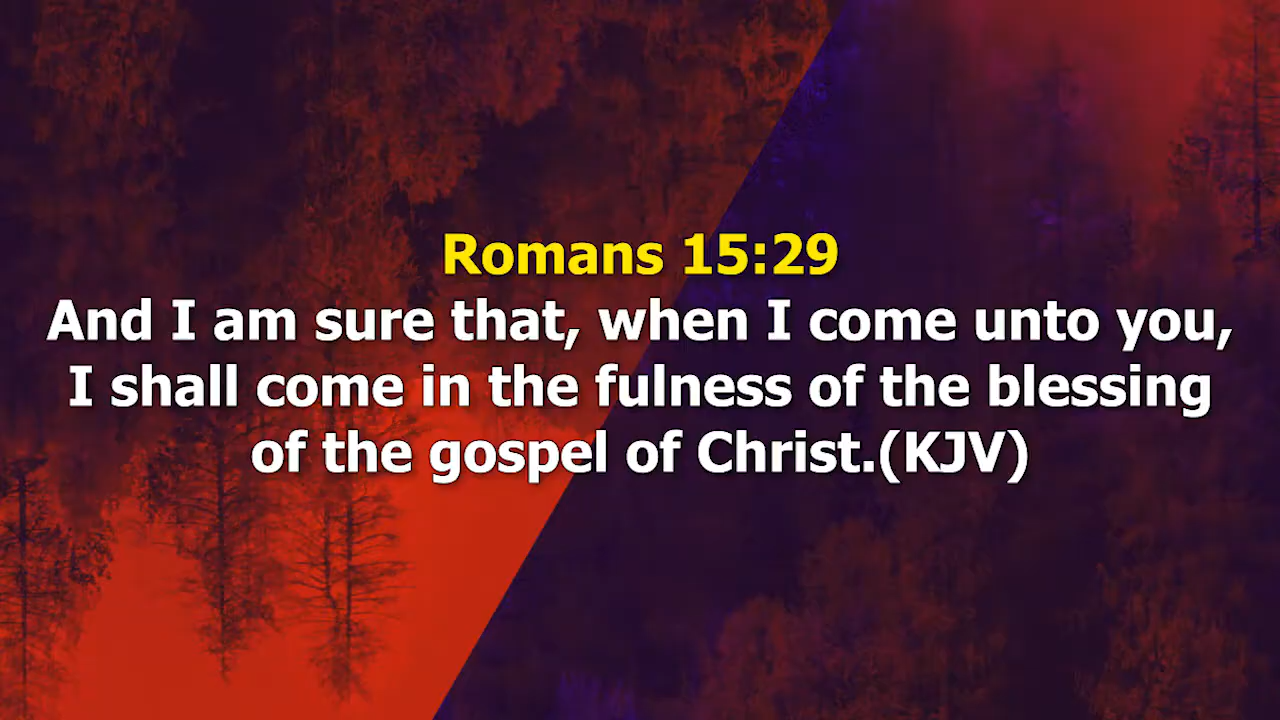 Romans 15:29
And I am sure that, when I come unto you,
I shall come in the fulness of the blessing
of the gospel of Christ.(KJV)